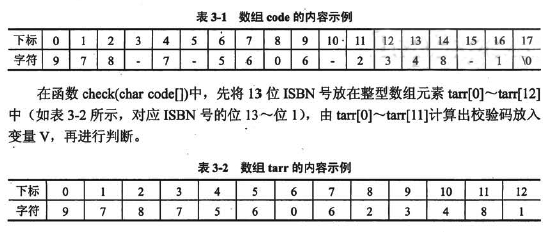 表 3-1 数组 code 的内容示例
下标 0 1 2 3 4 5 6 7 8 9 10 11 12 13 14 15 16 17
字符 9 7 8 - 7 - 5 6 0 6 - 2 3 4 8 - 1 \0
在函数 check(char code[])中，先将 13 位 ISBN 号放在整型数组元素 tarr[0]～tarr[12]
中（如表 3-2 所示，对应 ISBN 号的位 13～位 1），由 tarr[0]～tarr[11]计算出校验码放入
变量 V，再进行判断。
表 3-2 数组 tarr 的内容示例
下标 0 1 2 3 4 5 6 7 8 9 10 11 12
字符 9 7 8 7 5 6 0 6 2 3 4 8 1